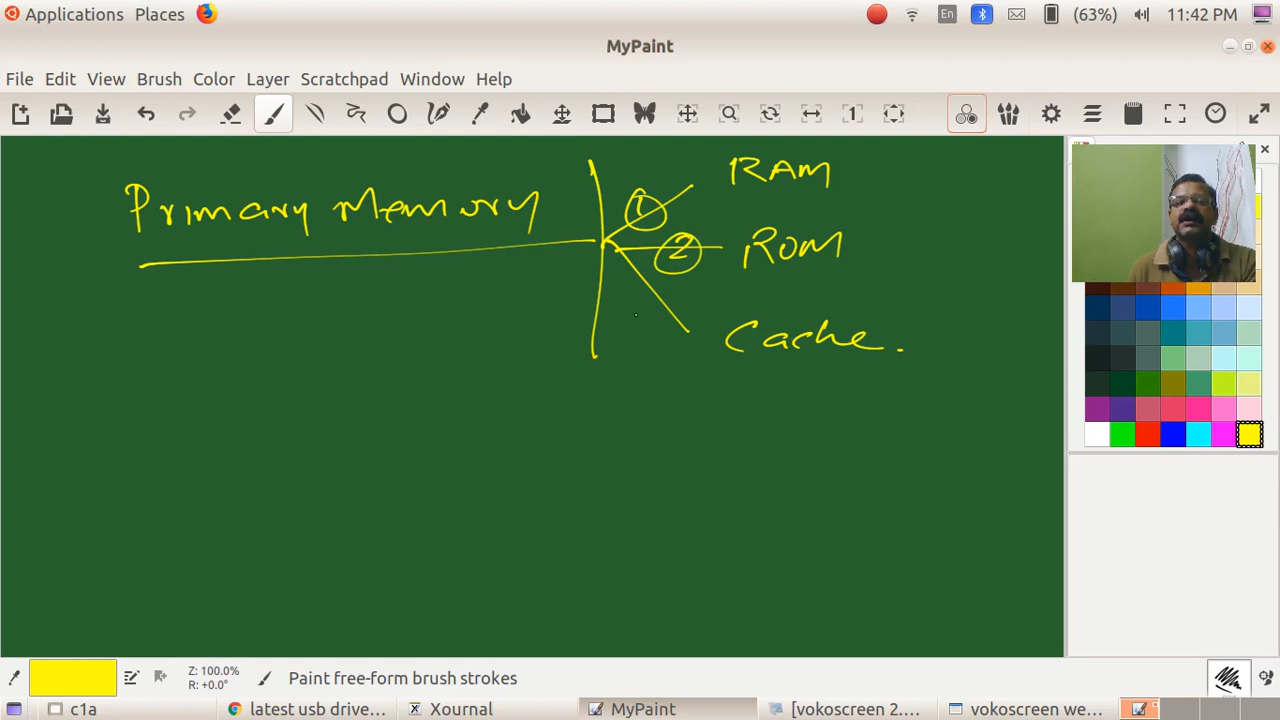 Applications Places En (63%) 11:42 PM
MyPaint
File Edit View Brush Color Layer Scratchpad Window Help
1
Primary Memory
① RAM
② ROM
Cache.
Z: 100.0%
R: +0.0°
Paint free-form brush strokes
c1a latest usb drive... Xournal MyPaint [vokoscreen 2.... vokoscreen we...